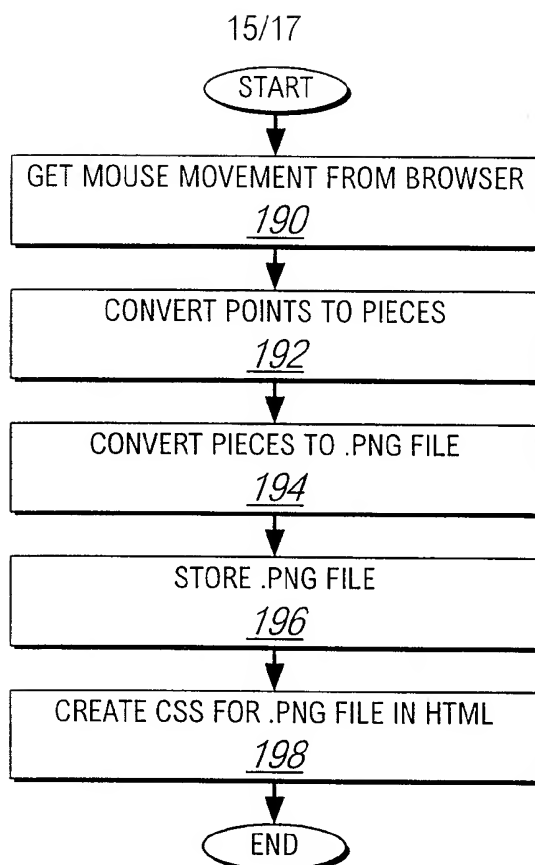 15/17
START
GET MOUSE MOVEMENT FROM BROWSER
190
CONVERT POINTS TO PIECES
192
CONVERT PIECES TO .PNG FILE
194
STORE .PNG FILE
196
CREATE CSS FOR .PNG FILE IN HTML
198
END